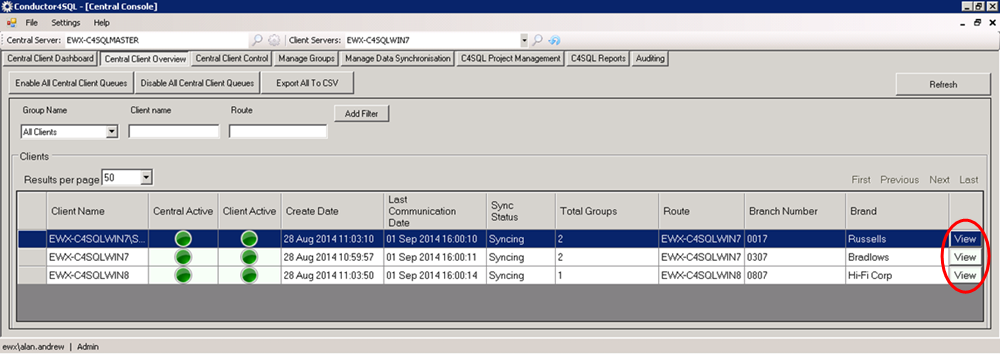 Conductor4SQL - [Central Console]
File Settings
Central Server: EWX-C4SQLMASTER Client Servers: EWX-C4SQLWIN7
Central Client Dashboard Central Client Overview Central Client Control Manage Groups Manage Data Synchronisation C4SQL Project Management C4SQL Reports Auditing
Enable All Central Client Queues Disable All Central Client Queues Export All To CSV Refresh
Group Name Client name Route
Add Filter
All Clients
Clients
Results per page 50 First Previous Next Last
Client Name Central Active Client Active Create Date Last Communication Date Sync Status Total Groups Route Branch Number Brand
EWX-C4SQLWIN7\S... 28 Aug 2014 11:03:10 01 Sep 2014 16:00:10 Syncing 2 EWX-C4SQLWIN7 0017 Russells View
EWX-C4SQLWIN7 28 Aug 2014 10:59:57 01 Sep 2014 16:00:11 Syncing 2 EWX-C4SQLWIN7 0307 Bradlows View
EWX-C4SQLWIN8 28 Aug 2014 11:03:50 01 Sep 2014 16:00:14 Syncing 1 EWX-C4SQLWIN8 0807 Hi-Fi Corp View
ewx\alan.andrew | Admin